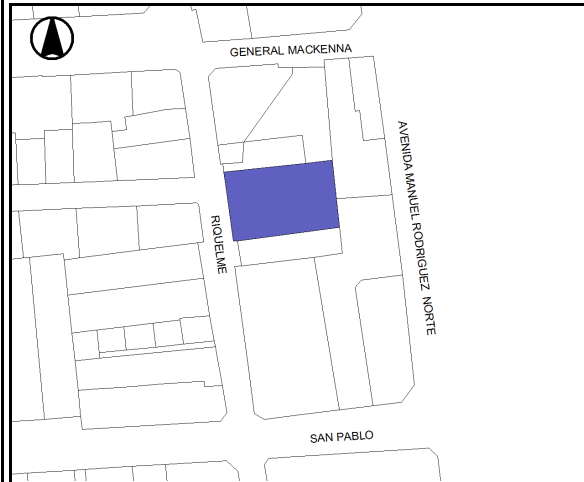 GENERAL MACKENNA
AVENIDA MANUEL RODRIGUEZ NORTE
RIQUELME
SAN PABLO